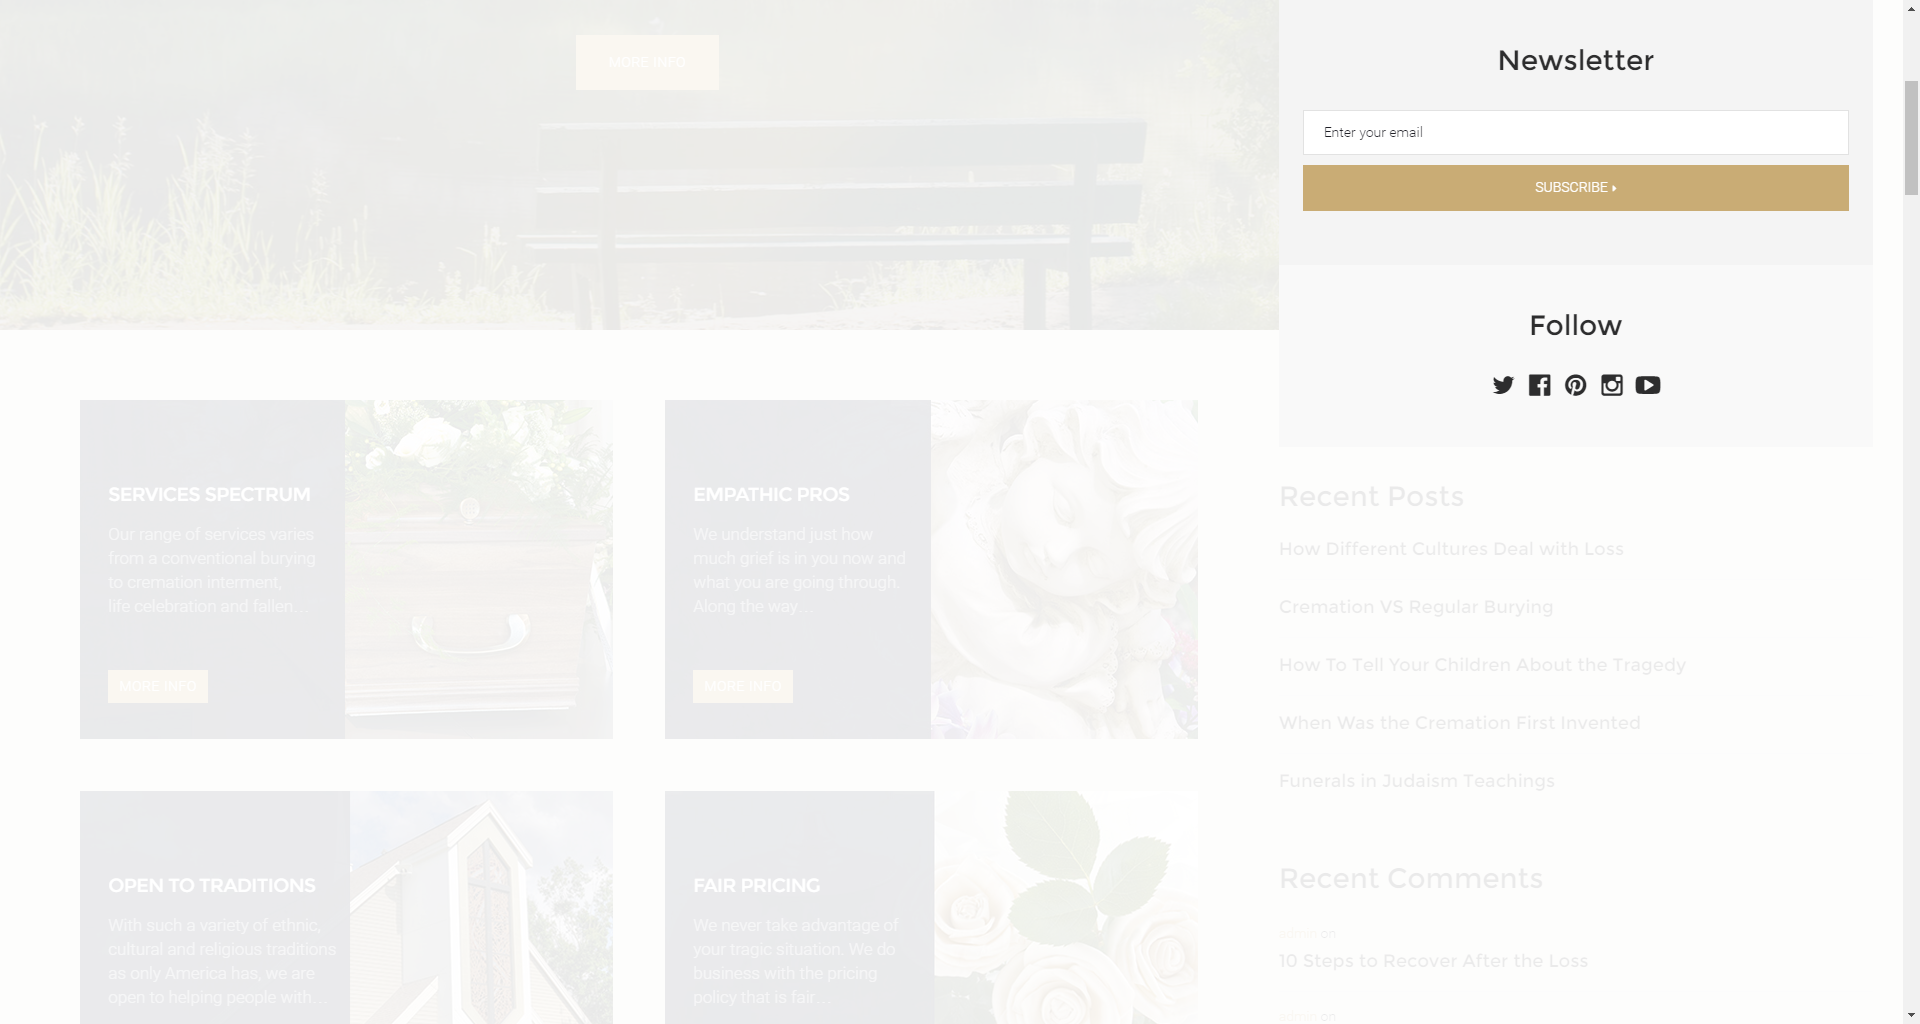 MORE INFO
Newsletter
Enter your email
SUBSCRIBE
Follow
SERVICES SPECTRUM
Our range of services varies
from a conventional burying
to cremation interment,
life celebration and fallen...
MORE INFO
EMPATHIC PROS
We understand just how
much grief is in you now and
what you are going through.
Along the way...
MORE INFO
Recent Posts
How Different Cultures Deal with Loss
Cremation VS Regular Burying
How To Tell Your Children About the Tragedy
When Was the Cremation First Invented
Funerals in Judaism Teachings
OPEN TO TRADITIONS
With such a variety of ethnic,
cultural and religious traditions
as only America has, we are
open to helping people with...
FAIR PRICING
We never take advantage of
your tragic situation. We do
business with the pricing
policy that is fair...
Recent Comments
admin on
10 Steps to Recover After the Loss
admin on